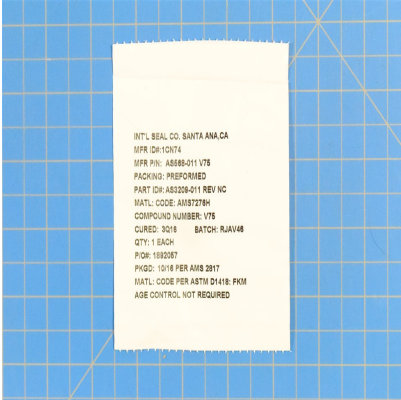 INT'L SEAL CO. SANTA ANA,CA
MFR ID#:1CN74
MFR P/N: AS568-011 V75
PACKING: PREFORMED
PART ID#: AS3209-011 REV NC
MATL: CODE: AMS7276H
COMPOUND NUMBER: V75
CURED: 3Q16 BATCH: RJAV46
QTY: 1 EACH
P/O#: 1892057
PKGD: 10/16 PER AMS 2817
MATL: CODE PER ASTM D1418: FKM
AGE CONTROL NOT REQUIRED